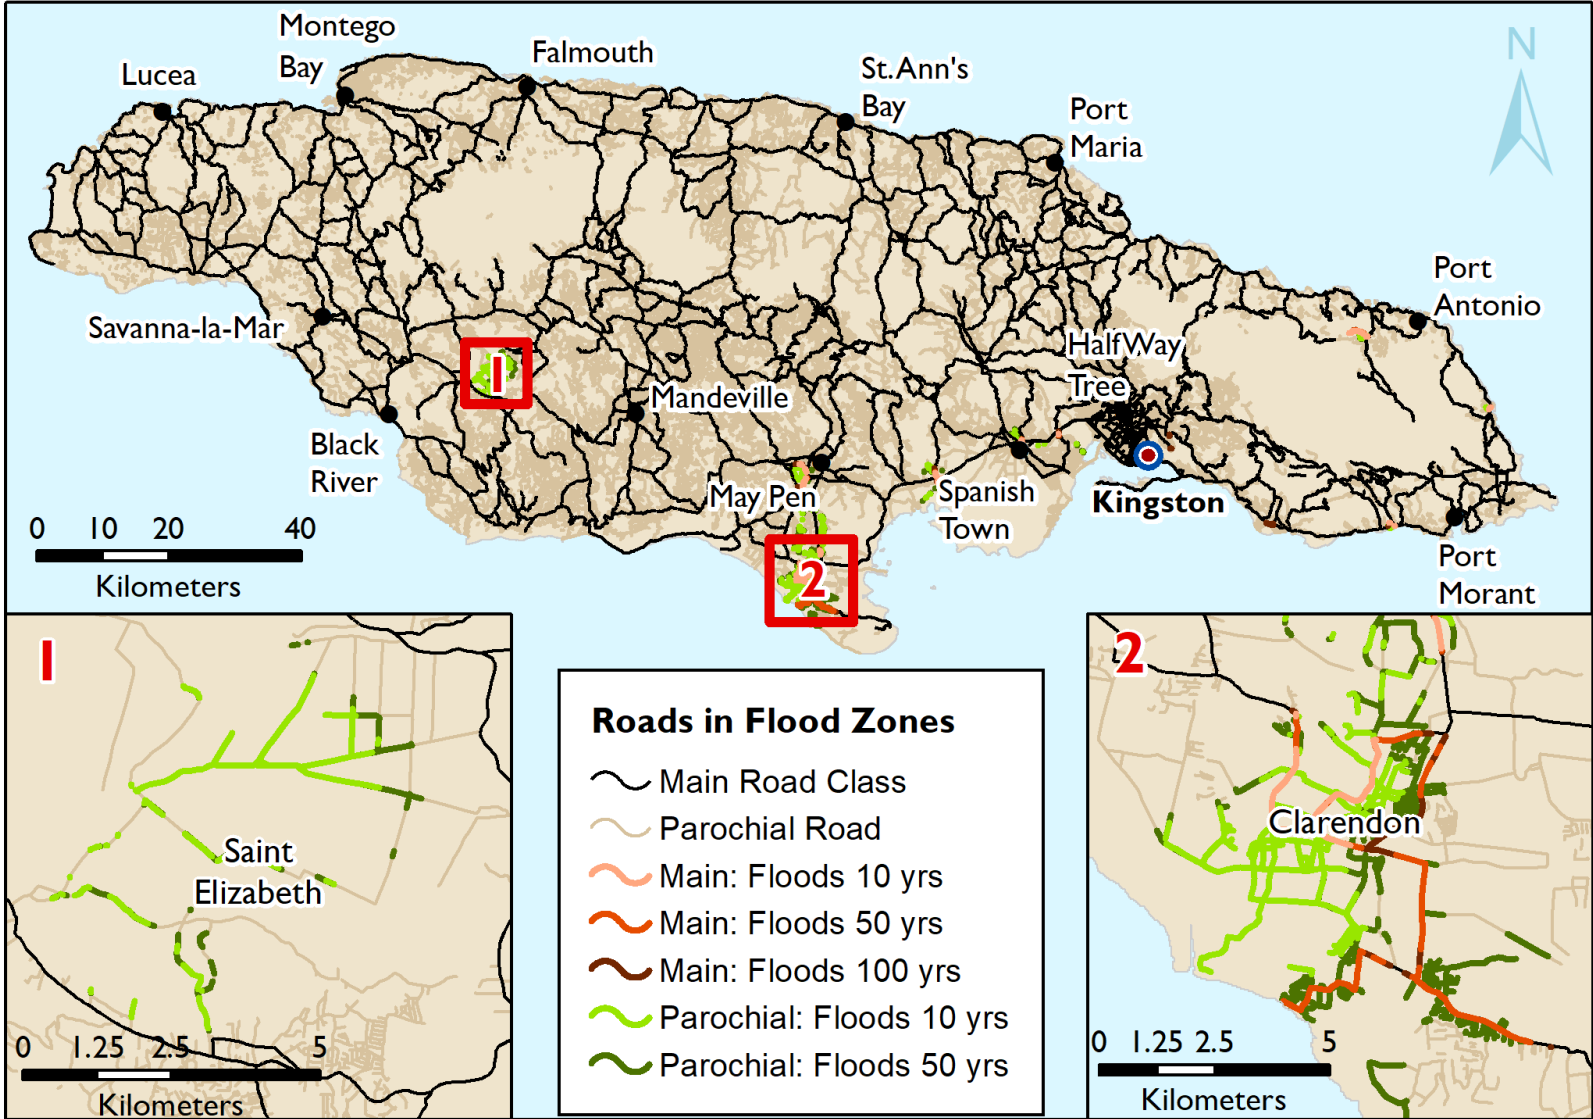 Montego
Bay
Falmouth
Lucea
St.Ann's
Bay
N
Port
Maria
Port
Antonio
Savanna-la-Mar
HalfWay
Tree
1
Mandeville
Black
River
May Pen
Spanish
Town
Kingston
0 10 20 40
Kilometers
2
Port
Morant
1
Saint
Elizabeth
0 1.25 2.5 5
Kilometers
Roads in Flood Zones
Main Road Class
Parochial Road
Main: Floods 10 yrs
Main: Floods 50 yrs
Main: Floods 100 yrs
Parochial: Floods 10 yrs
Parochial: Floods 50 yrs
2
Clarendon
0 1.25 2.5 5
Kilometers